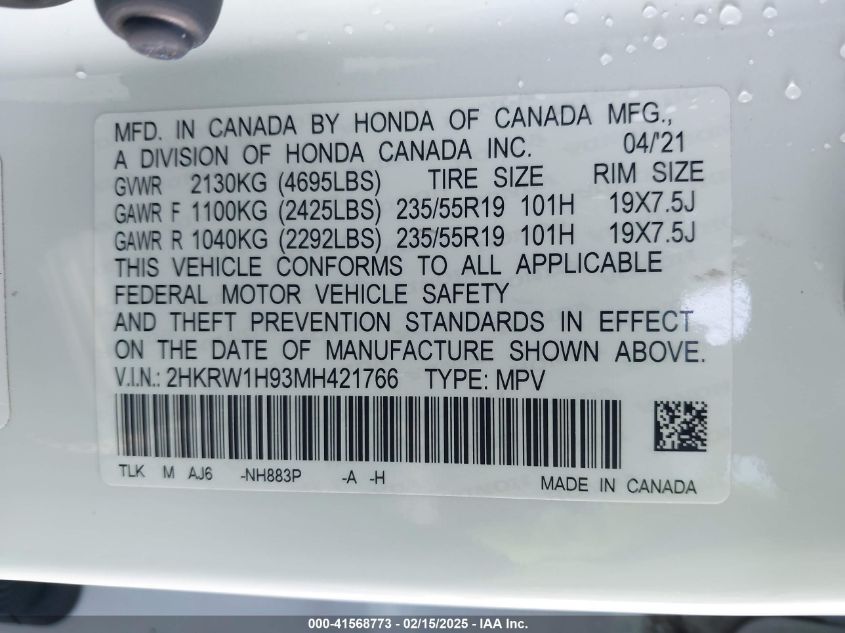 MFD. IN CANADA BY HONDA OF CANADA MFG.,
A DIVISION OF HONDA CANADA INC. 04/'21
GVWR 2130KG (4695LBS) TIRE SIZE RIM SIZE
GAWR F 1100KG (2425LBS) 235/55R19 101H 19X7.5J
GAWR R 1040KG (2292LBS) 235/55R19 101H 19X7.5J
THIS VEHICLE CONFORMS TO ALL APPLICABLE
FEDERAL MOTOR VEHICLE SAFETY
AND THEFT PREVENTION STANDARDS IN EFFECT
ON THE DATE OF MANUFACTURE SHOWN ABOVE.
V.I.N.: 2HKRW1H93MH421766 TYPE: MPV
TLK M AJ6 -NH883P -A -H MADE IN CANADA
000-41568773 - 02/15/2025 - IAA Inc.